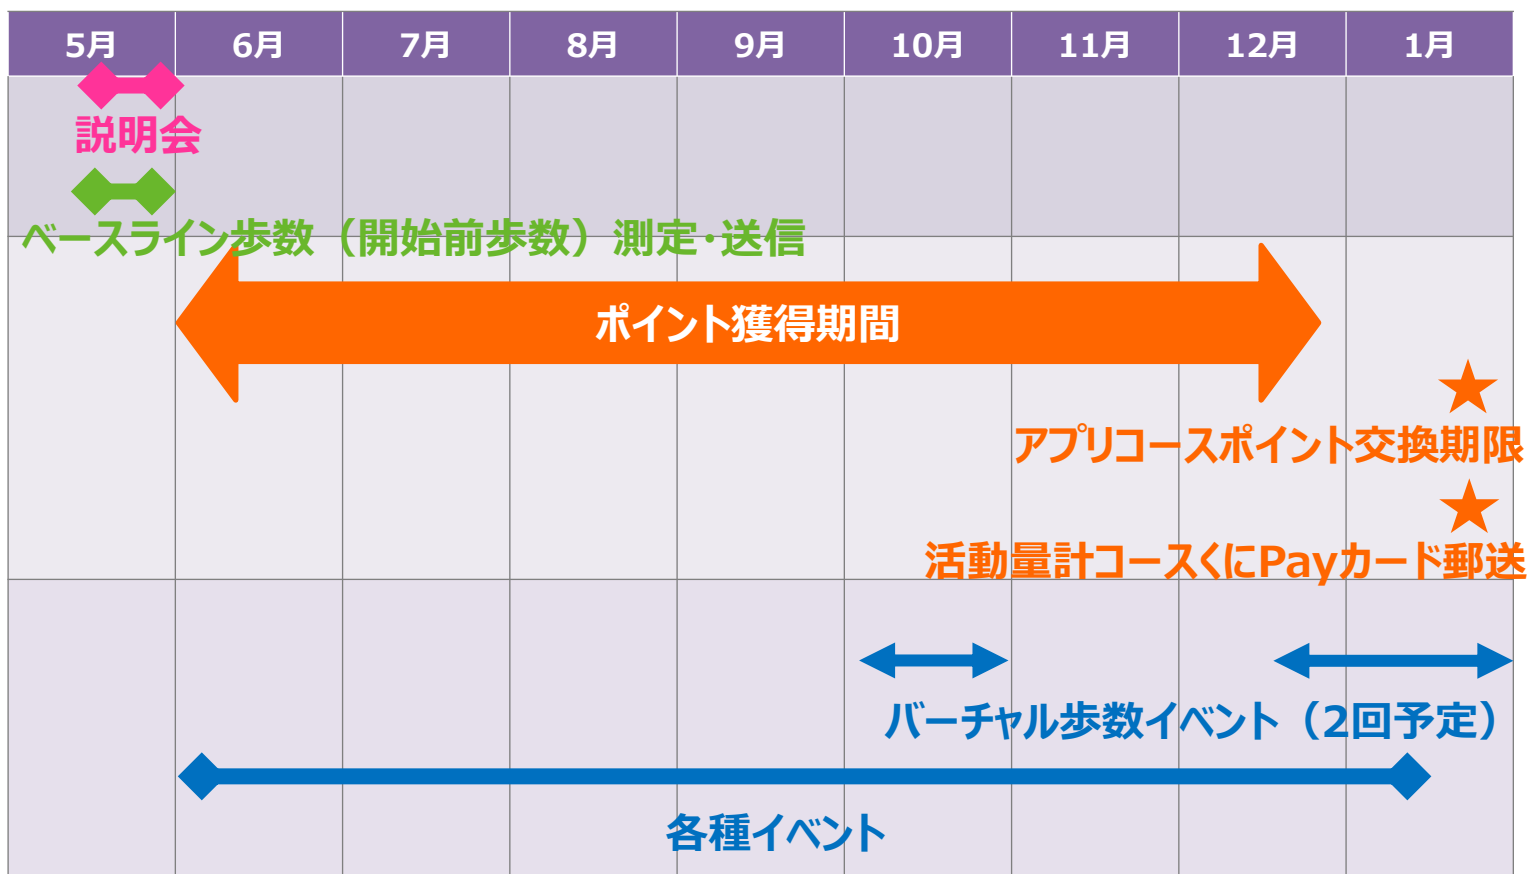 5月 6月 7月 8月 9月 10月 11月 12月 1月
説明会
ベースライン歩数（開始前歩数）測定・送信
ポイント獲得期間
アプリコースポイント交換期限
活動量計コースくにPayカード郵送
バーチャル歩数イベント（2回予定）
各種イベント